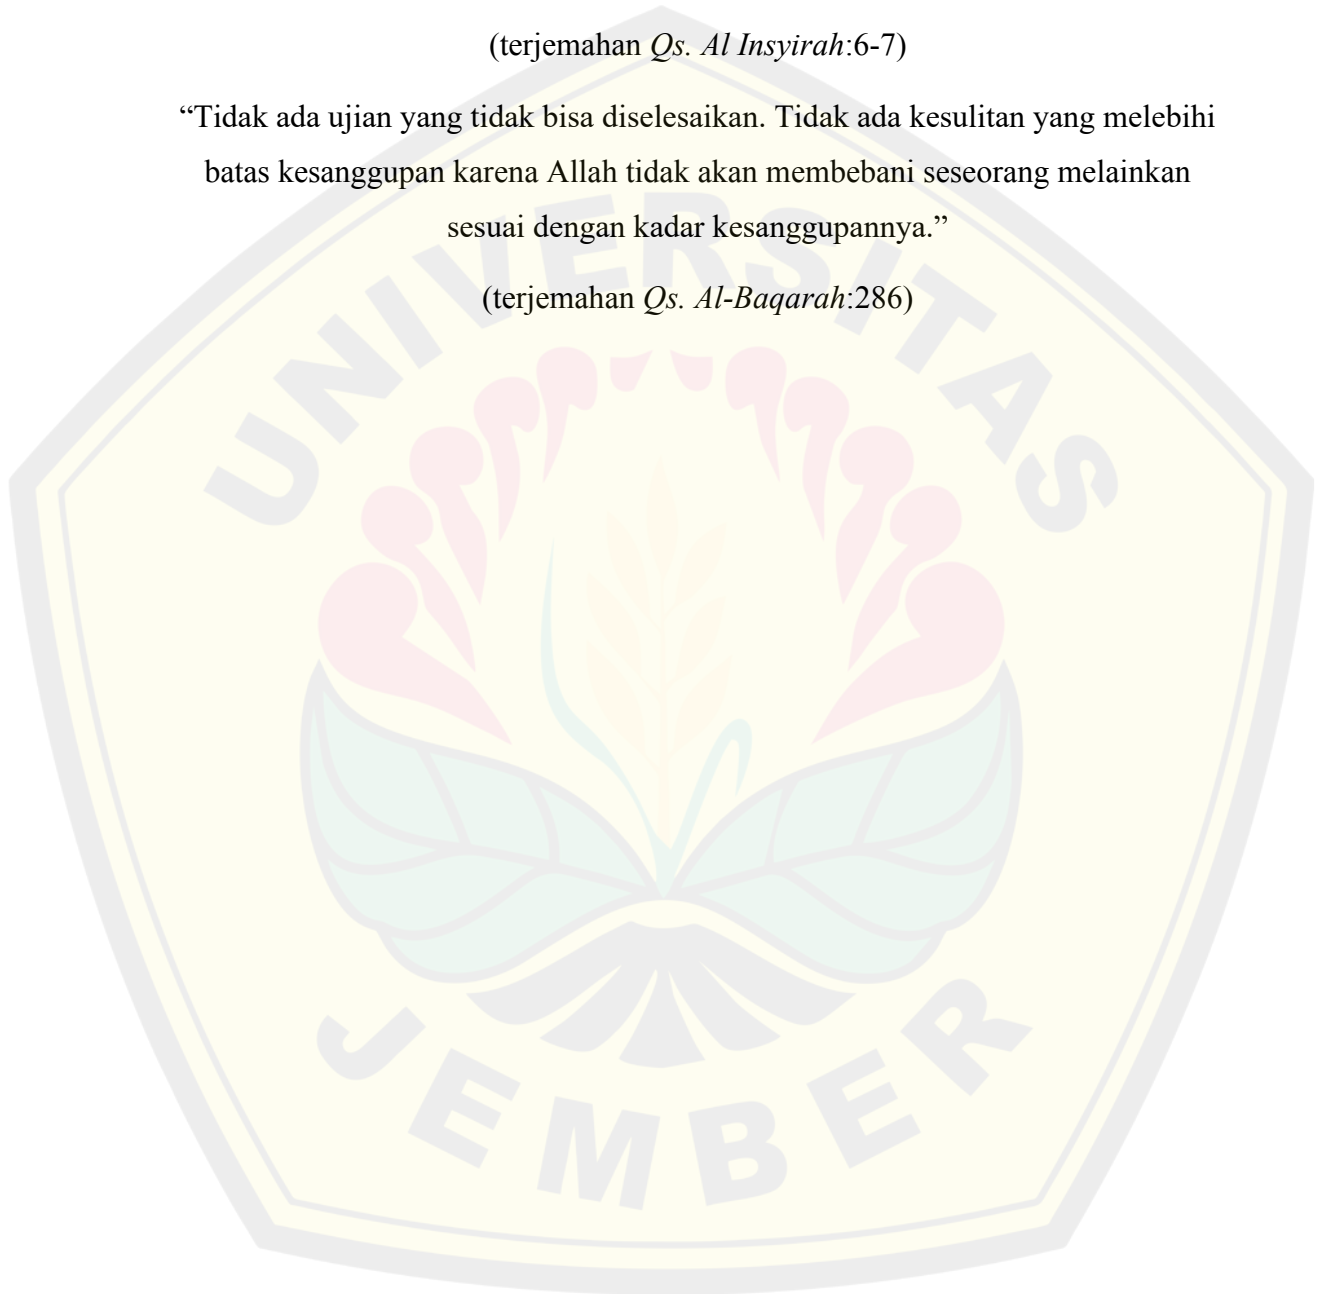 (terjemahan Qs. Al Insyirah:6-7)
“Tidak ada ujian yang tidak bisa diselesaikan. Tidak ada kesulitan yang melebihi
batas kesanggupan karena Allah tidak akan membebani seseorang melainkan
sesuai dengan kadar kesanggupannya.”
(terjemahan Qs. Al-Baqarah:286)
UNIVERSITAS
JEMBER